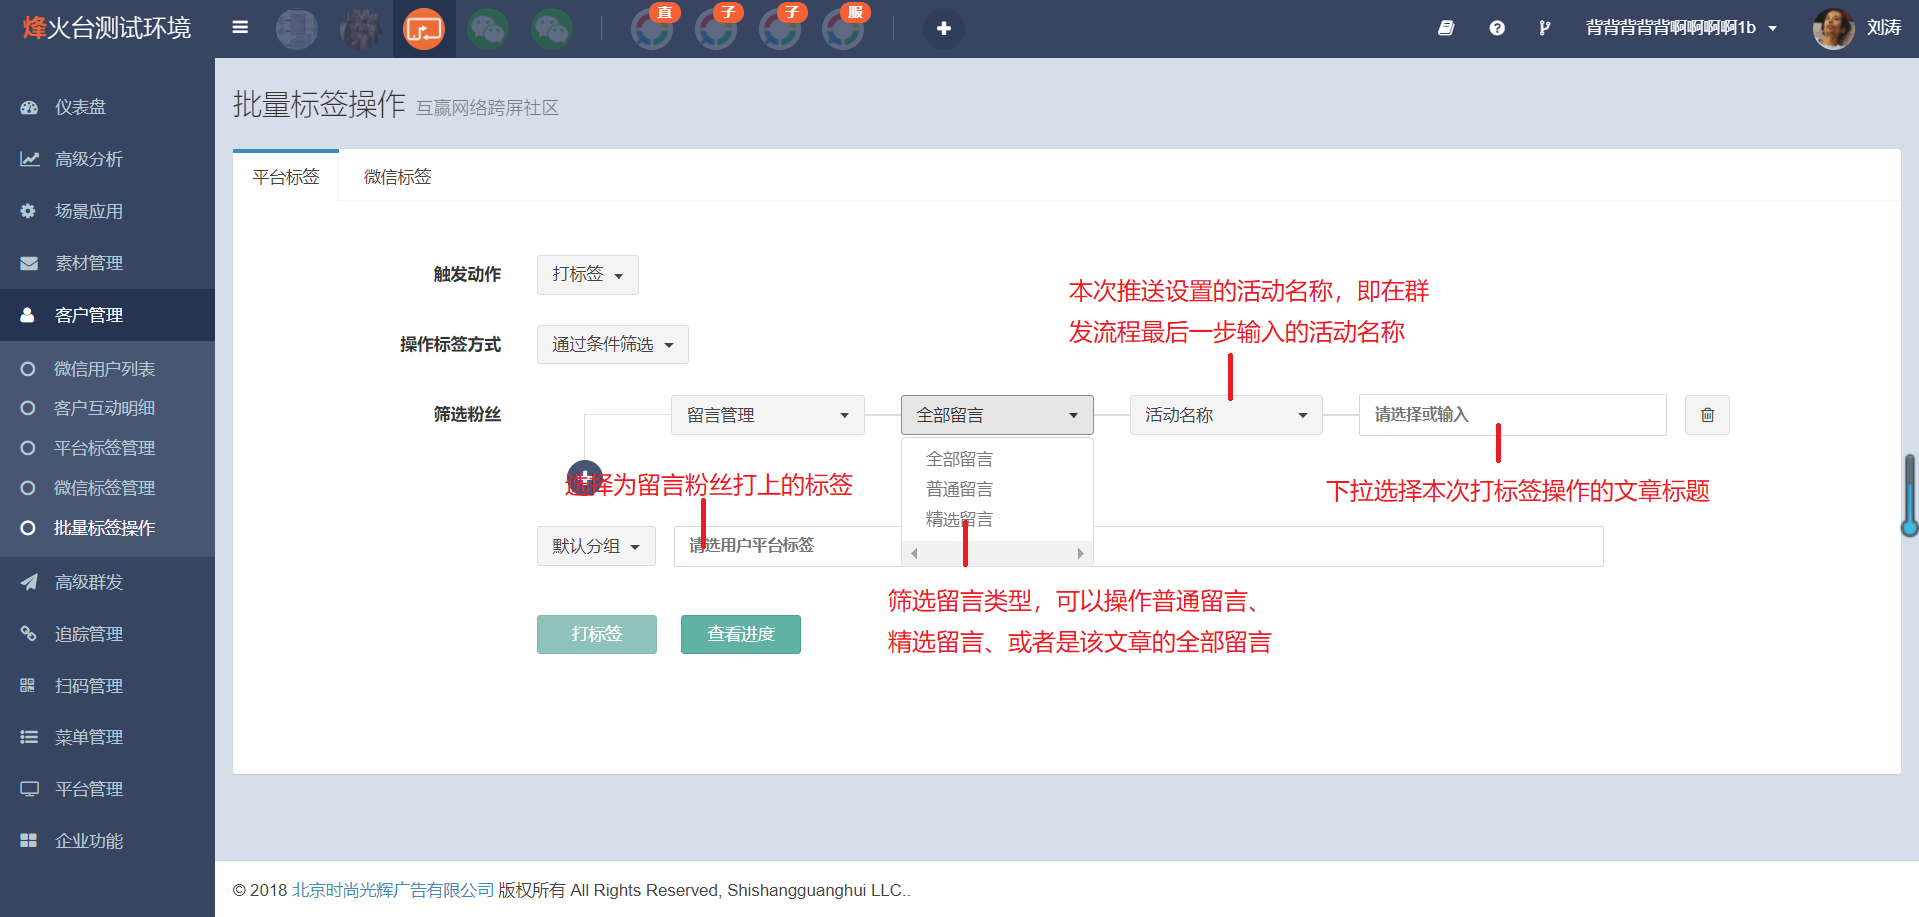 烽火台测试环境
直
子
子
服
背背背背背啊啊啊啊1b
刘涛
仪表盘
高级分析
场景应用
素材管理
客户管理
微信用户列表
客户互动明细
平台标签管理
微信标签管理
批量标签操作
高级群发
追踪管理
扫码管理
菜单管理
平台管理
企业功能
批量标签操作 互赢网络跨屏社区
平台标签 微信标签
触发动作 打标签
本次推送设置的活动名称，即在群
发流程最后一步输入的活动名称
操作标签方式 通过条件筛选
筛选粉丝 留言管理 全部留言 活动名称 请选择或输入
全部留言
普通留言
精选留言
选择为留言粉丝打上的标签
下拉选择本次打标签操作的文章标题
默认分组 请选用户平台标签
筛选留言类型，可以操作普通留言、
精选留言、或者是该文章的全部留言
打标签 查看进度
© 2018 北京时尚光辉广告有限公司 版权所有 All Rights Reserved, Shishangguanghui LLC..